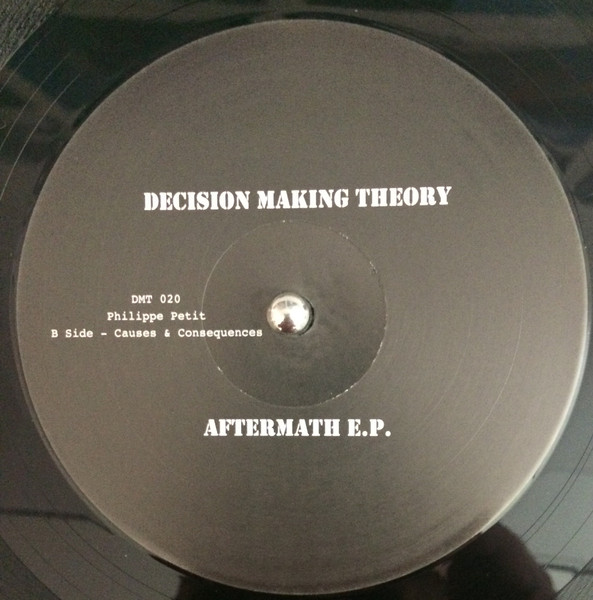 DECISION MAKING THEORY
DMT 020
Philippe Petit
B Side - Causes & Consequences
AFTERMATH E.P.